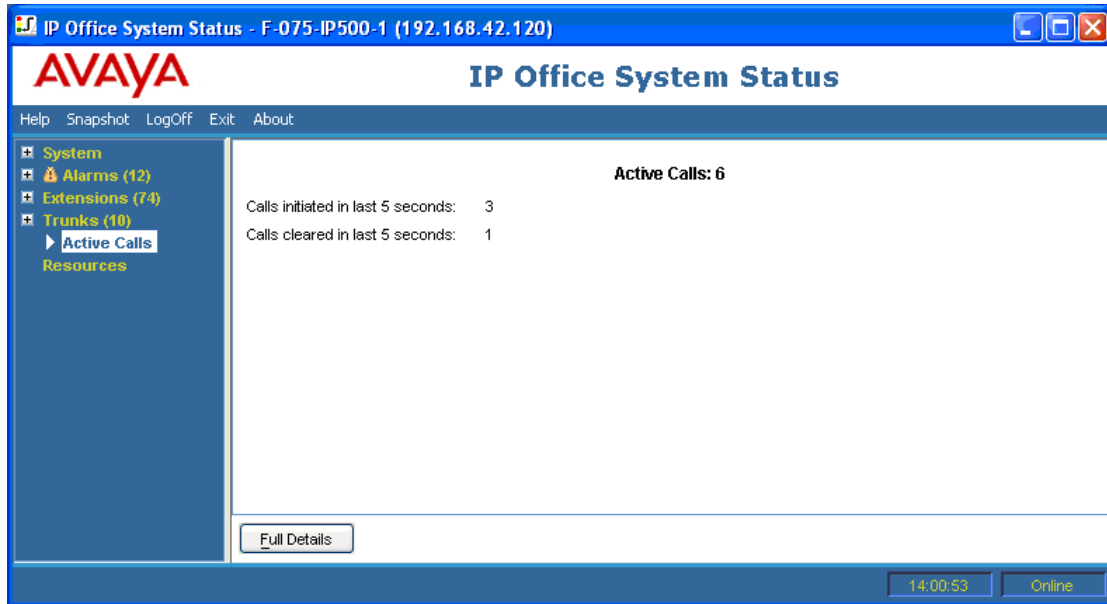 IP Office System Status - F-075-IP500-1 (192.168.42.120)
AVAYA
IP Office System Status
Help Snapshot LogOff Exit About
System
Alarms (12)
Extensions (74)
Trunks (10)
Active Calls
Resources
Active Calls: 6
Calls initiated in last 5 seconds: 3
Calls cleared in last 5 seconds: 1
Full Details
14:00:53 Online